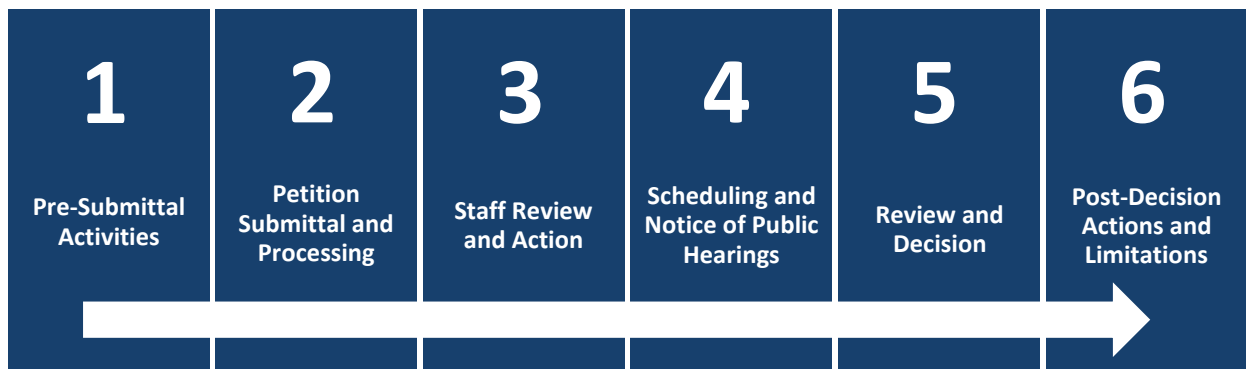 1
Pre-Submittal
Activities
2
Petition
Submittal and
Processing
3
Staff Review
and Action
4
Scheduling and
Notice of Public
Hearings
5
Review and
Decision
6
Post-Decision
Actions and
Limitations